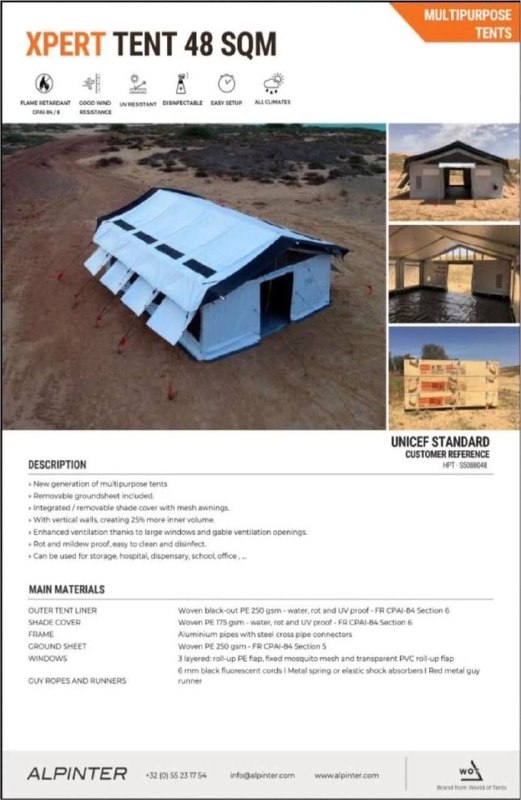 MULTIPURPOSE
TENTS
XPERT TENT 48 SQM
FLAME RETARDANT
CPAI 84 / 6
GOOD WIND
RESISTANCE
UV RESISTANT
DISINFECTABLE
EASY SETUP
ALL CLIMATES
UNICEF STANDARD
CUSTOMER REFERENCE
HPT - S5088048
DESCRIPTION
» New generation of multipurpose tents
» Removable groundsheet included.
» Integrated / removable shade cover with mesh awnings.
» With vertical walls, creating 25% more inner volume.
» Enhanced ventilation thanks to large windows and gable ventilation openings.
» Rot and mildew proof, easy to clean and disinfect.
» Can be used for storage, hospital, dispensary, school, office , ...
MAIN MATERIALS
OUTER TENT LINER Woven black-out PE 250 gsm - water, rot and UV proof - FR CPAI-84 Section 6
SHADE COVER Woven PE 175 gsm - water, rot and UV proof - FR CPAI-84 Section 6
FRAME Aluminium pipes with steel cross pipe connectors
GROUND SHEET Woven PE 250 gsm - FR CPAI-84 Section 5
WINDOWS 3 layered: roll-up PE flap, fixed mosquito mesh and transparent PVC roll-up flap
GUY ROPES AND RUNNERS 6 mm black fluorescent cords I Metal spring or elastic shock absorbers I Red metal guy
runner
ALPINTER +32 (0) 55 23 17 54 info@alpinter.com www.alpinter.com
wot
Brand from World of Tents